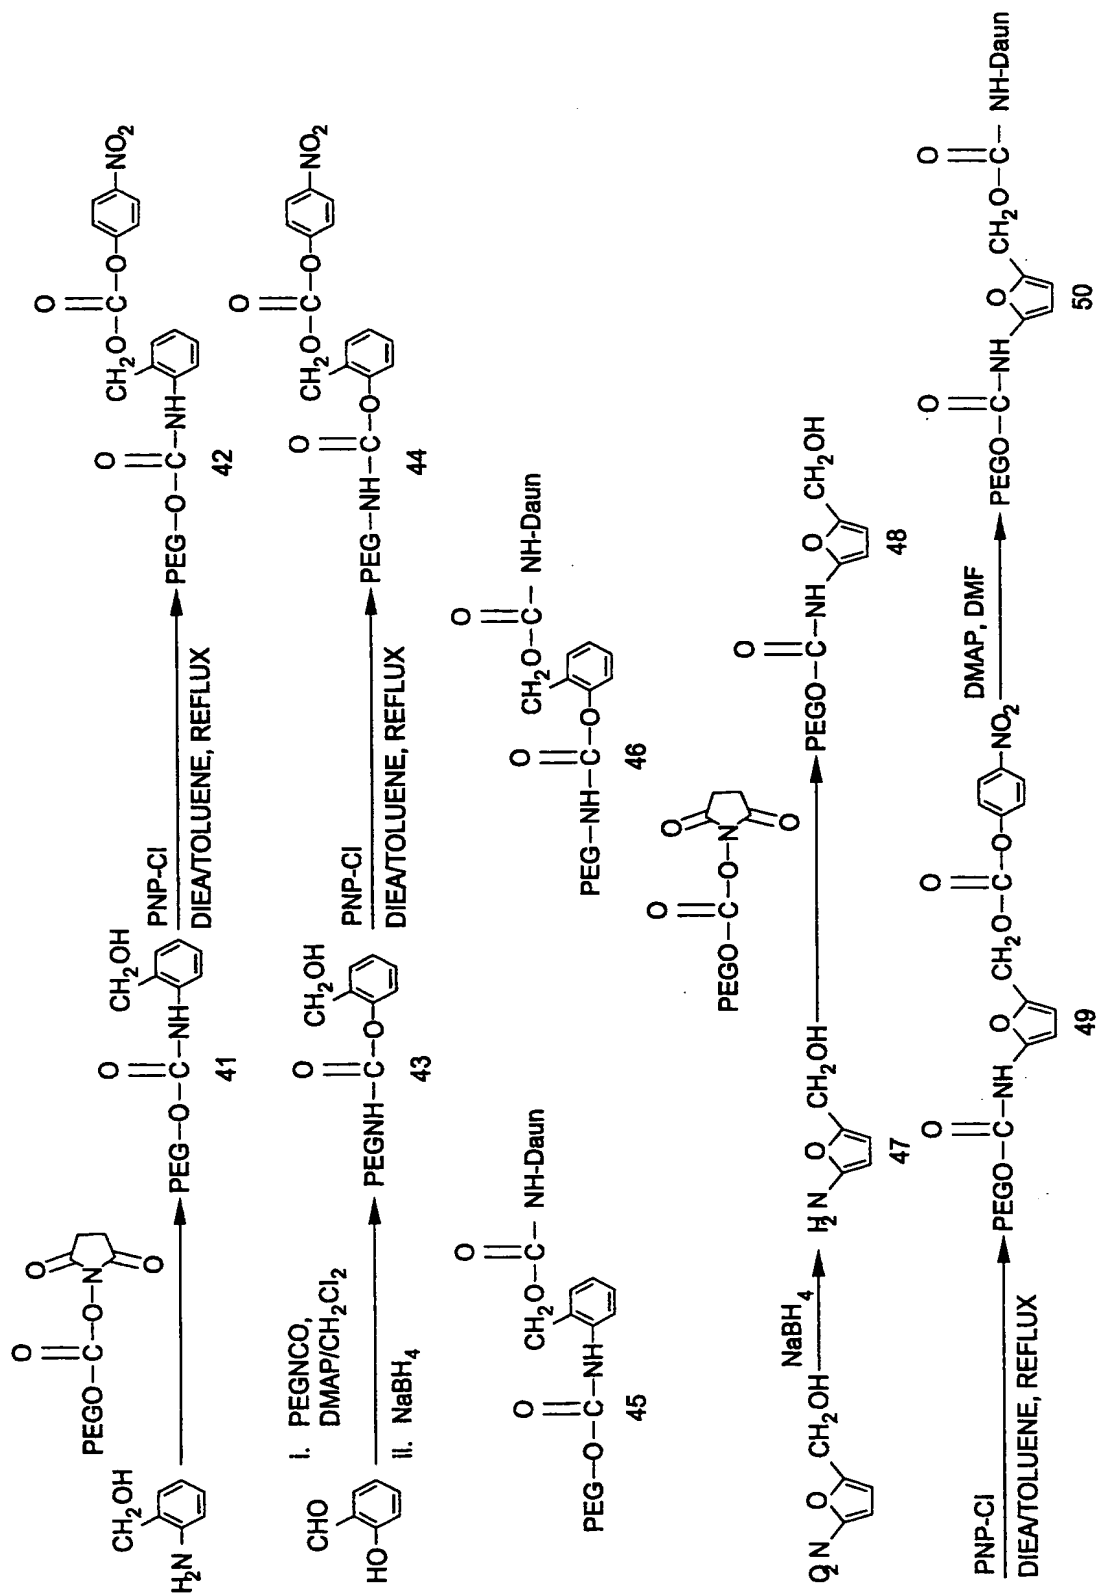 H2N CH2OH
PEGO–C–O–N O O O
PEG–O–C–NH CH2OH O
41
PNP-Cl
DIEA/TOLUENE, REFLUX
PEG–O–C–NH CH2O–C–O NO2 O O
42
HO CHO
i. PEGNCO,
DMAP/CH2Cl2
ii. NaBH4
PEGNH–C–O CH2OH O
43
PNP-Cl
DIEA/TOLUENE, REFLUX
PEG–NH–C–O CH2O–C–O NO2 O O
44
PEG–O–C–NH CH2O–C–NH-Daun O O
45
PEG–NH–C–O CH2O–C–NH-Daun O O
46
O2N O CH2OH
NaBH4
H2N O CH2OH
47
PEGO–C–O–N O O O
PEGO–C–NH O CH2OH O
48
PNP-Cl
DIEA/TOLUENE, REFLUX
PEGO–C–NH O CH2O–C–O NO2 O O
49
DMAP, DMF
PEGO–C–NH O CH2O–C–NH-Daun O O
50